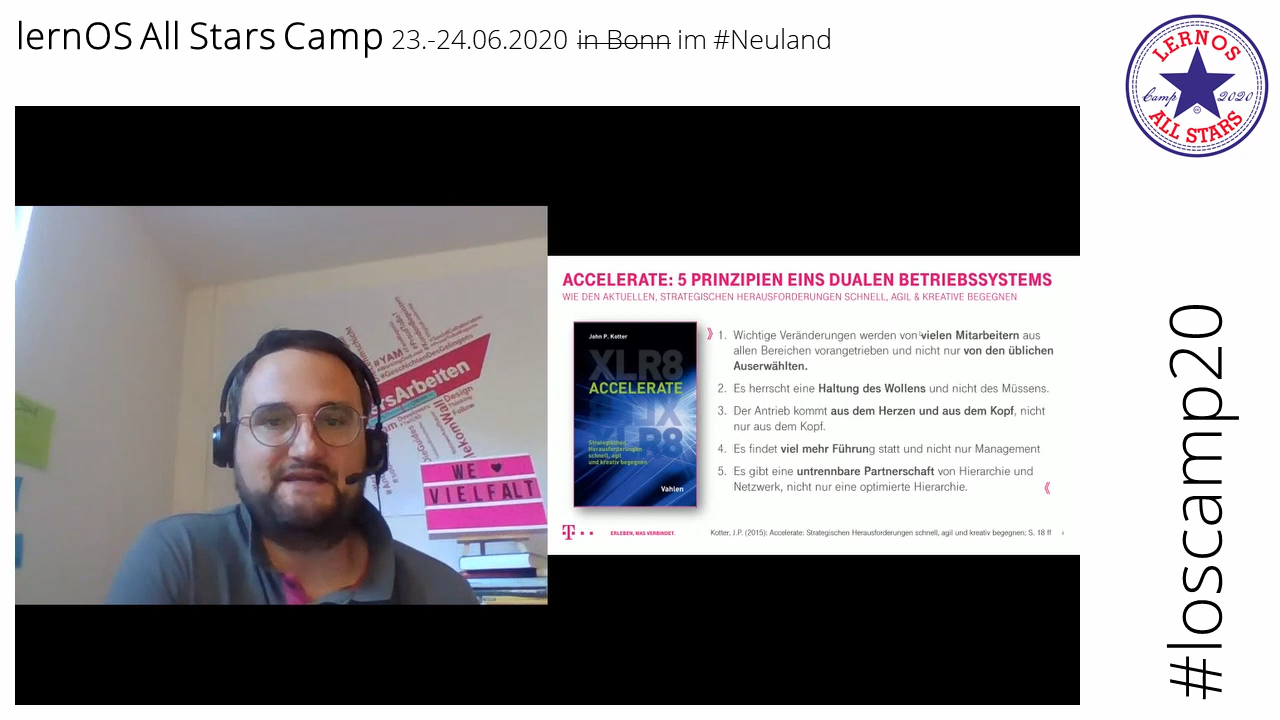 lernOS All Stars Camp 23.-24.06.2020 in Bonn im #Neuland
LERNOS
Camp 2020
ALL STARS
#YAM
#GeschichtenDesGelingens
ersArbeiten
Design
Thinking
Follow
WE ♥
VIELFALT
ACCELERATE: 5 PRINZIPIEN EINS DUALEN BETRIEBSSYSTEMS
WIE DEN AKTUELLEN, STRATEGISCHEN HERAUSFORDERUNGEN SCHNELL, AGIL & KREATIVE BEGEGNEN
John P. Kotter
XLR8
ACCELERATE
Strategischen
Herausforderungen
schnell, agil
und kreativ begegnen
Vahlen
1. Wichtige Veränderungen werden von vielen Mitarbeitern aus
allen Bereichen vorangetrieben und nicht nur von den üblichen
Auserwählten.
2. Es herrscht eine Haltung des Wollens und nicht des Müssens.
3. Der Antrieb kommt aus dem Herzen und aus dem Kopf, nicht
nur aus dem Kopf.
4. Es findet viel mehr Führung statt und nicht nur Management
5. Es gibt eine untrennbare Partnerschaft von Hierarchie und
Netzwerk, nicht nur eine optimierte Hierarchie.
T
ERLEBEN, WAS VERBINDET.
Kotter, J.P. (2015): Accelerate: Strategischen Herausforderungen schnell, agil und kreativ begegnen; S. 18 ff
#loscamp20